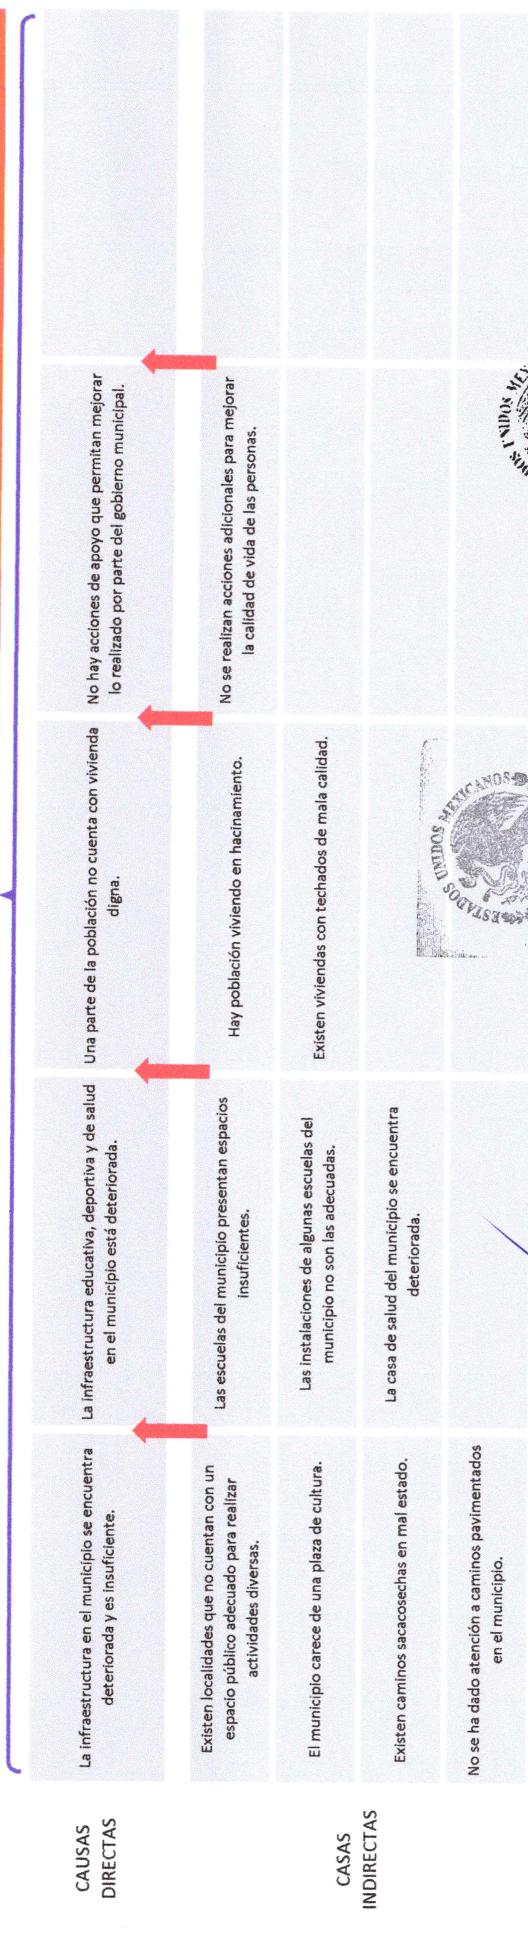 CAUSAS
DIRECTAS
La infraestructura en el municipio se encuentra
deteriorada y es insuficiente.
La infraestructura educativa, deportiva y de salud
en el municipio está deteriorada.
Una parte de la población no cuenta con vivienda
digna.
No hay acciones de apoyo que permitan mejorar
lo realizado por parte del gobierno municipal.
CASAS
INDIRECTAS
Existen localidades que no cuentan con un
espacio público adecuado para realizar
actividades diversas.
Las escuelas del municipio presentan espacios
insuficientes.
Hay población viviendo en hacinamiento.
No se realizan acciones adicionales para mejorar
la calidad de vida de las personas.
El municipio carece de una plaza de cultura.
Las instalaciones de algunas escuelas del
municipio no son las adecuadas.
Existen viviendas con techados de mala calidad.
Existen caminos sacacosechas en mal estado.
La casa de salud del municipio se encuentra
deteriorada.
No se ha dado atención a caminos pavimentados
en el municipio.
ESTADOS UNIDOS MEXICANOS
UNIDOS